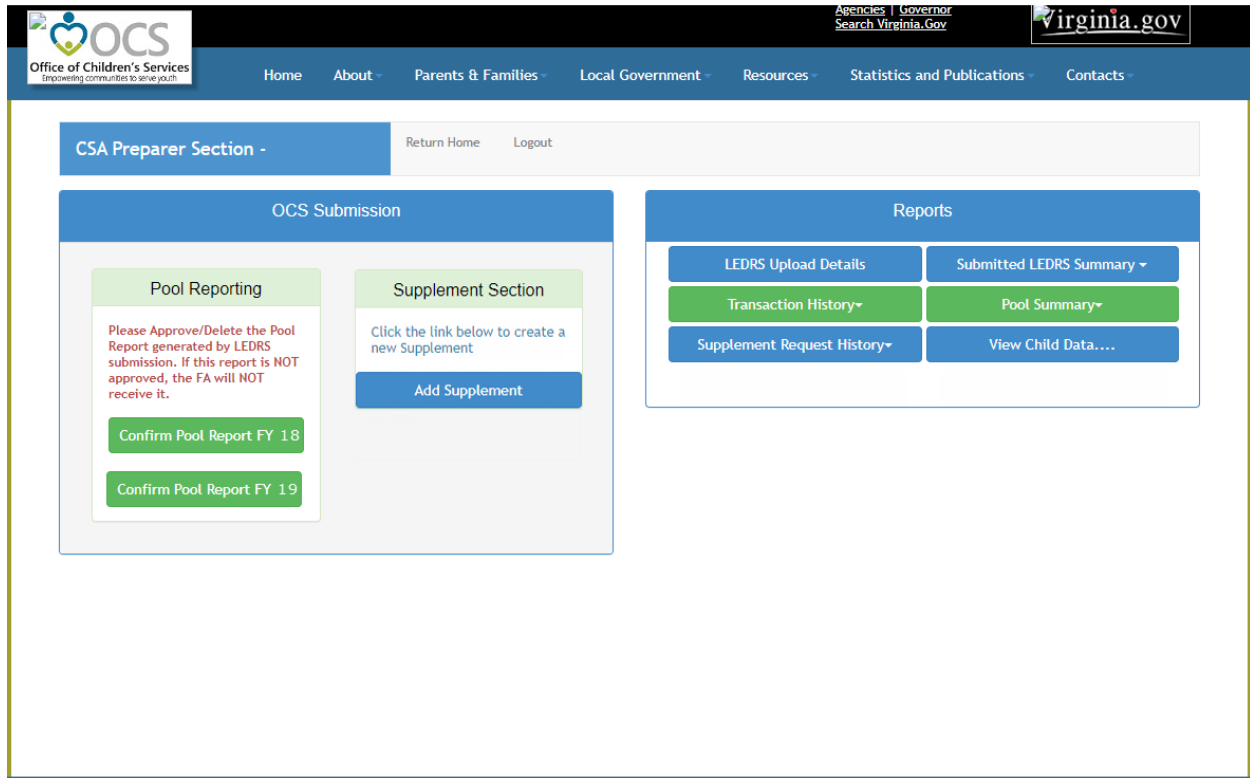 Agencies | Governor
Search Virginia.Gov
Virginia.gov
OCS
Office of Children's Services
Empowering communities to serve youth
Home About Parents & Families Local Government Resources Statistics and Publications Contacts
CSA Preparer Section -
Return Home Logout
OCS Submission
Pool Reporting
Please Approve/Delete the Pool
Report generated by LEDRS
submission. If this report is NOT
approved, the FA will NOT
receive it.
Confirm Pool Report FY 18
Confirm Pool Report FY 19
Supplement Section
Click the link below to create a
new Supplement
Add Supplement
Reports
LEDRS Upload Details
Submitted LEDRS Summary
Transaction History
Pool Summary
Supplement Request History
View Child Data....